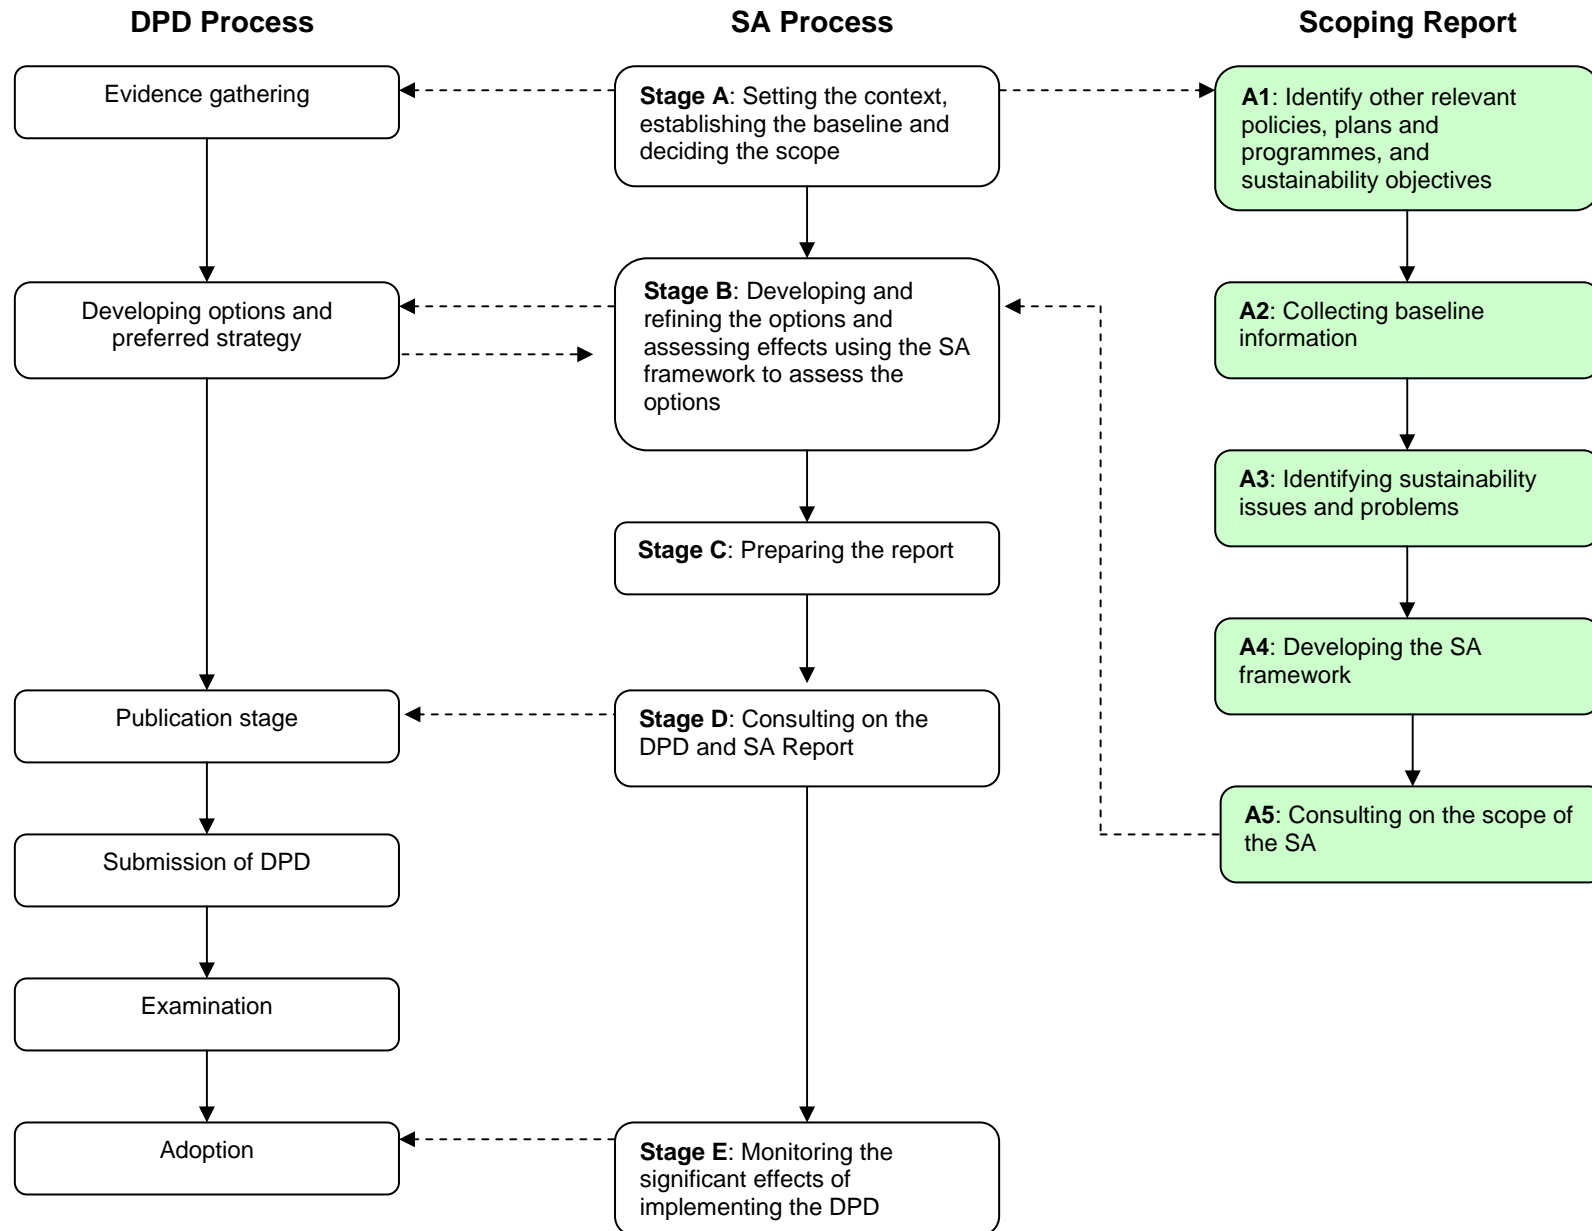 DPD Process
SA Process
Scoping Report
Evidence gathering
Developing options and
preferred strategy
Publication stage
Submission of DPD
Examination
Adoption
Stage A: Setting the context,
establishing the baseline and
deciding the scope
Stage B: Developing and
refining the options and
assessing effects using the SA
framework to assess the
options
Stage C: Preparing the report
Stage D: Consulting on the
DPD and SA Report
Stage E: Monitoring the
significant effects of
implementing the DPD
A1: Identify other relevant
policies, plans and
programmes, and
sustainability objectives
A2: Collecting baseline
information
A3: Identifying sustainability
issues and problems
A4: Developing the SA
framework
A5: Consulting on the scope of
the SA